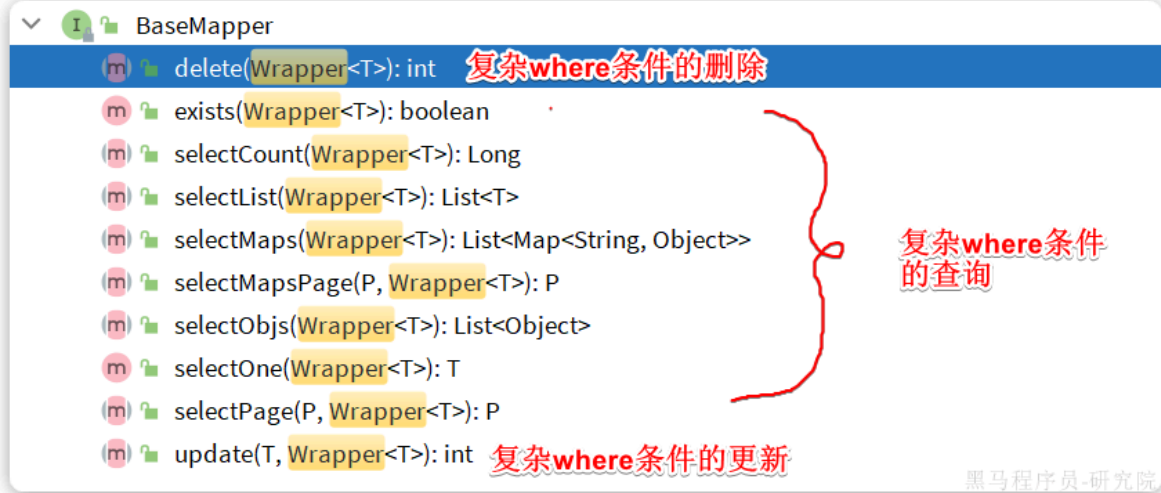 BaseMapper
delete(Wrapper<T>): int 复杂where条件的删除
exists(Wrapper<T>): boolean
selectCount(Wrapper<T>): Long
selectList(Wrapper<T>): List<T>
selectMaps(Wrapper<T>): List<Map<String, Object>>
复杂where条件
的查询
selectMapsPage(P, Wrapper<T>): P
selectObjs(Wrapper<T>): List<Object>
selectOne(Wrapper<T>): T
selectPage(P, Wrapper<T>): P
update(T, Wrapper<T>): int 复杂where条件的更新
黑马程序员-研究院